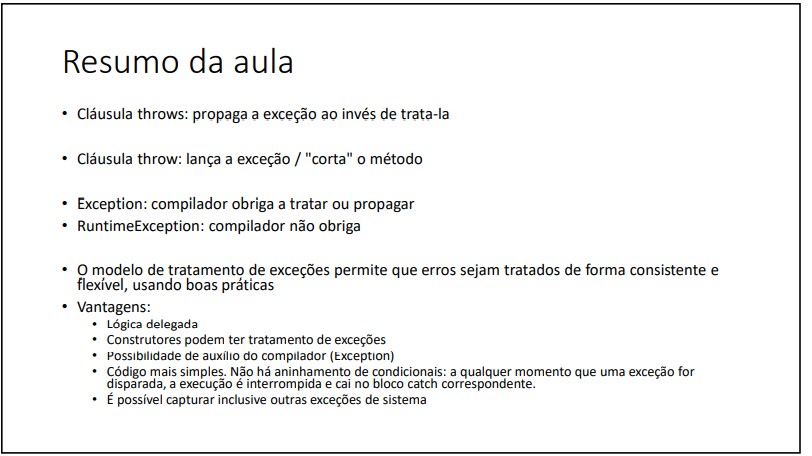 Resumo da aula
• Cláusula throws: propaga a exceção ao invés de trata-la
• Cláusula throw: lança a exceção / "corta" o método
• Exception: compilador obriga a tratar ou propagar
• RuntimeException: compilador não obriga
• O modelo de tratamento de exceções permite que erros sejam tratados de forma consistente e
flexível, usando boas práticas
• Vantagens:
• Lógica delegada
• Construtores podem ter tratamento de exceções
• Possibilidade de auxílio do compilador (Exception)
• Código mais simples. Não há aninhamento de condicionais: a qualquer momento que uma exceção for
disparada, a execução é interrompida e cai no bloco catch correspondente.
• É possível capturar inclusive outras exceções de sistema